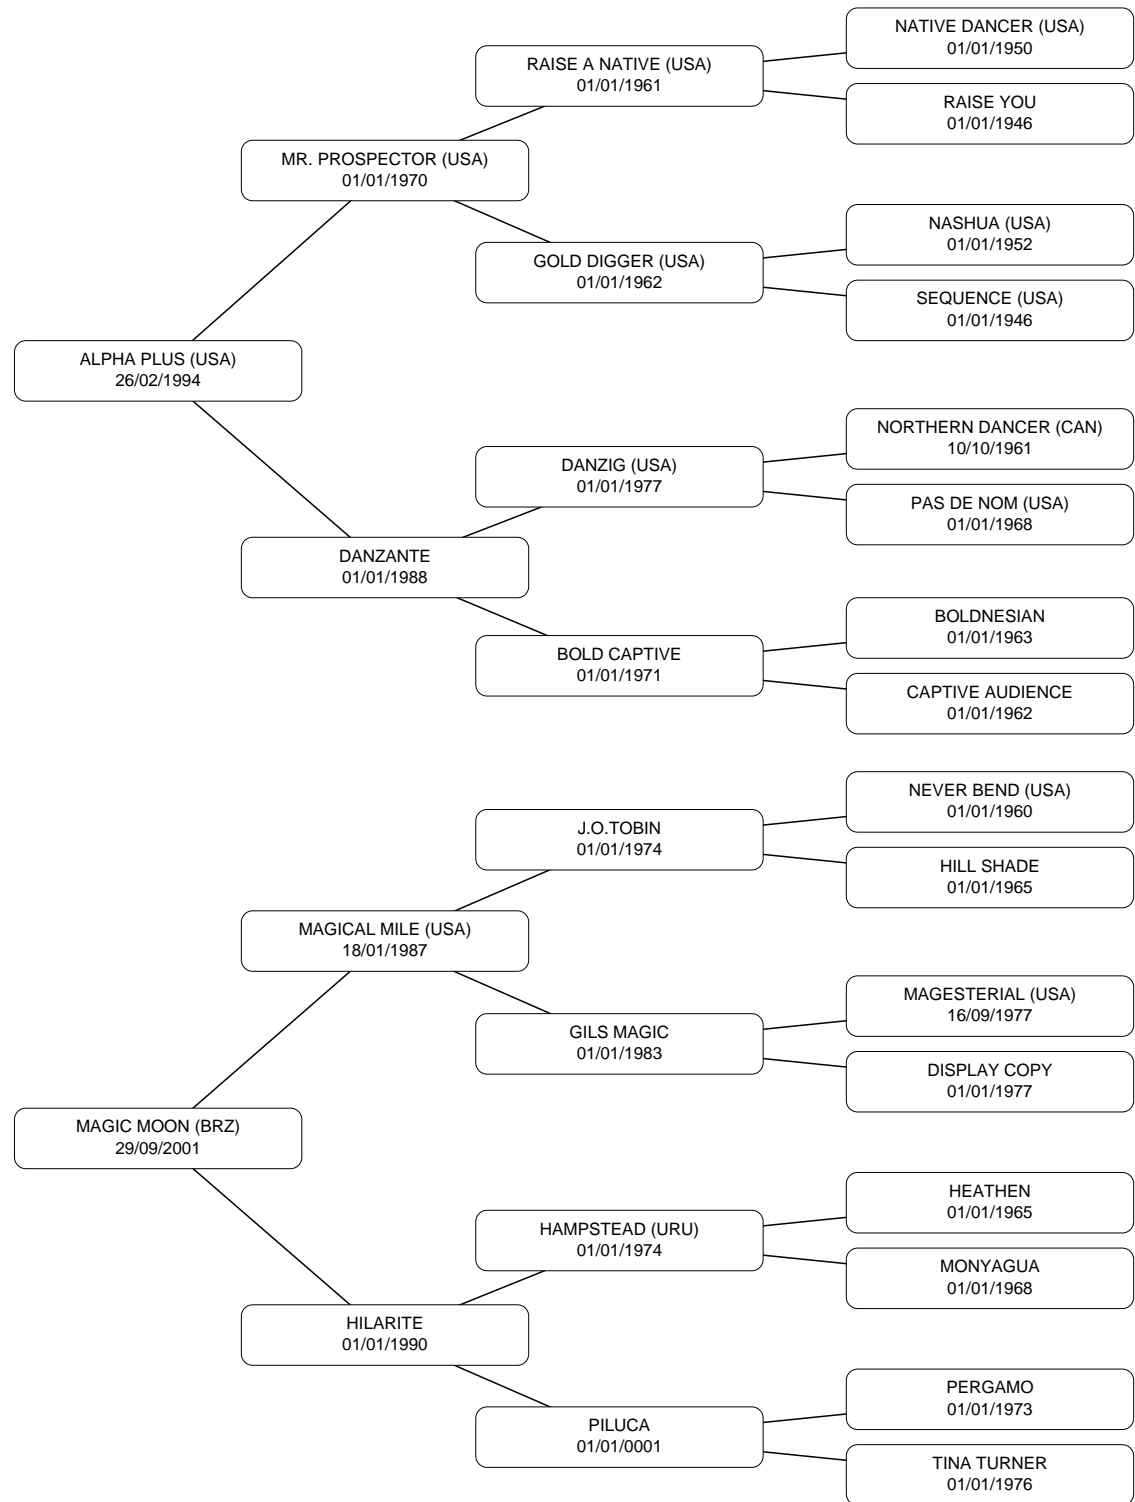 NATIVE DANCER (USA)
01/01/1950
RAISE A NATIVE (USA)
01/01/1961
RAISE YOU
01/01/1946
MR. PROSPECTOR (USA)
01/01/1970
NASHUA (USA)
01/01/1952
GOLD DIGGER (USA)
01/01/1962
SEQUENCE (USA)
01/01/1946
ALPHA PLUS (USA)
26/02/1994
NORTHERN DANCER (CAN)
10/10/1961
DANZIG (USA)
01/01/1977
PAS DE NOM (USA)
01/01/1968
DANZANTE
01/01/1988
BOLDNESIAN
01/01/1963
BOLD CAPTIVE
01/01/1971
CAPTIVE AUDIENCE
01/01/1962
NEVER BEND (USA)
01/01/1960
J.O.TOBIN
01/01/1974
HILL SHADE
01/01/1965
MAGICAL MILE (USA)
18/01/1987
MAGESTERIAL (USA)
16/09/1977
GILS MAGIC
01/01/1983
DISPLAY COPY
01/01/1977
MAGIC MOON (BRZ)
29/09/2001
HEATHEN
01/01/1965
HAMPSTEAD (URU)
01/01/1974
MONYAGUA
01/01/1968
HILARITE
01/01/1990
PERGAMO
01/01/1973
PILUCA
01/01/0001
TINA TURNER
01/01/1976